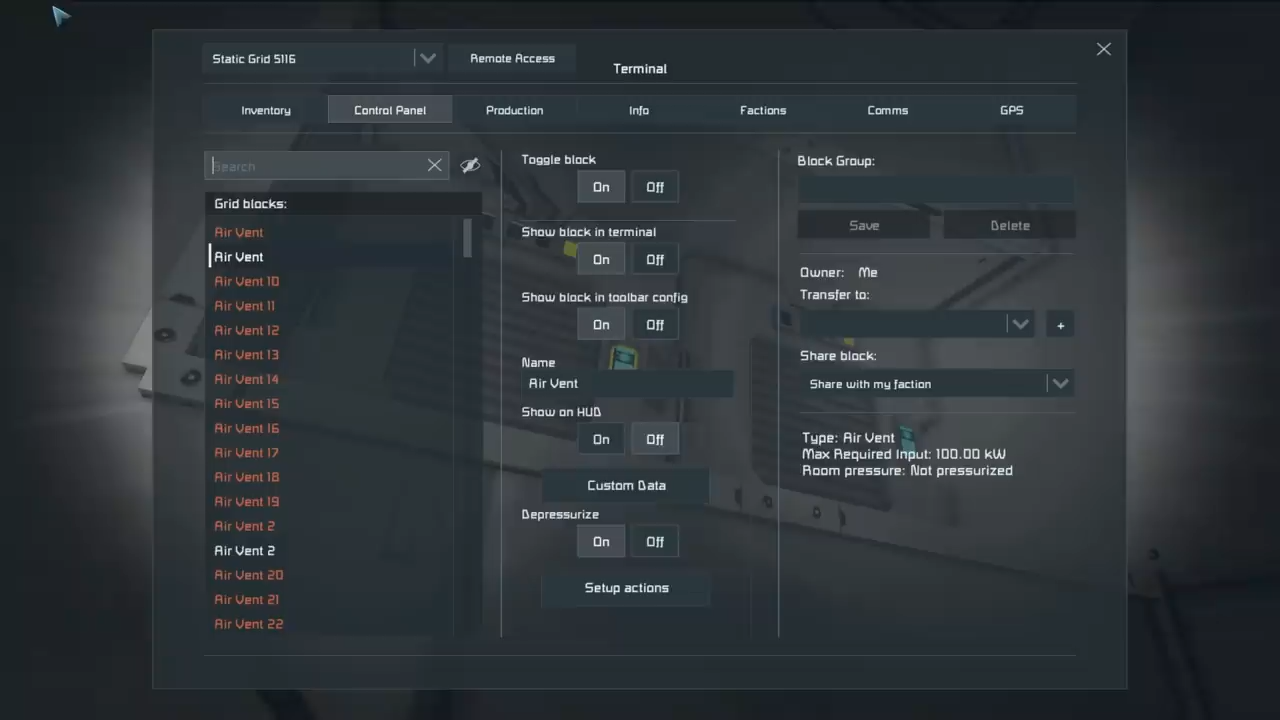 Static Grid 5116
Remote Access
Terminal
Inventory
Control Panel
Production
Info
Factions
Comms
GPS
Search
Grid blocks:
Air Vent
Air Vent
Air Vent 10
Air Vent 11
Air Vent 12
Air Vent 13
Air Vent 14
Air Vent 15
Air Vent 16
Air Vent 17
Air Vent 18
Air Vent 19
Air Vent 2
Air Vent 2
Air Vent 20
Air Vent 21
Air Vent 22
Toggle block
On Off
Show block in terminal
On Off
Show block in toolbar config
On Off
Name
Air Vent
Show on HUD
On Off
Custom Data
Depressurize
On Off
Setup actions
Block Group:
Save Delete
Owner: Me
Transfer to:
+
Share block:
Share with my faction
Type: Air Vent
Max Required Input: 100.00 kW
Room pressure: Not pressurized